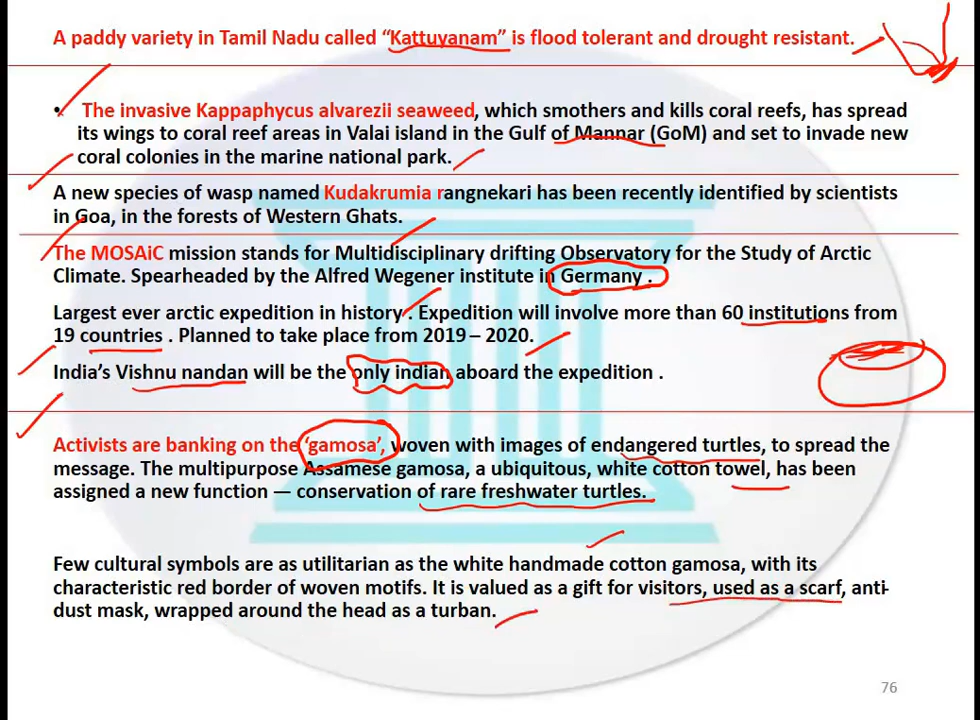 A paddy variety in Tamil Nadu called “Kattuyanam” is flood tolerant and drought resistant.
• The invasive Kappaphycus alvarezii seaweed, which smothers and kills coral reefs, has spread
its wings to coral reef areas in Valai island in the Gulf of Mannar (GoM) and set to invade new
coral colonies in the marine national park.
A new species of wasp named Kudakrumia rangnekari has been recently identified by scientists
in Goa, in the forests of Western Ghats.
The MOSAiC mission stands for Multidisciplinary drifting Observatory for the Study of Arctic
Climate. Spearheaded by the Alfred Wegener institute in Germany .
Largest ever arctic expedition in history . Expedition will involve more than 60 institutions from
19 countries . Planned to take place from 2019 – 2020.
India’s Vishnu nandan will be the only indian aboard the expedition .
Activists are banking on the ‘gamosa’, woven with images of endangered turtles, to spread the
message. The multipurpose Assamese gamosa, a ubiquitous, white cotton towel, has been
assigned a new function — conservation of rare freshwater turtles.
Few cultural symbols are as utilitarian as the white handmade cotton gamosa, with its
characteristic red border of woven motifs. It is valued as a gift for visitors, used as a scarf, anti-
dust mask, wrapped around the head as a turban.
76